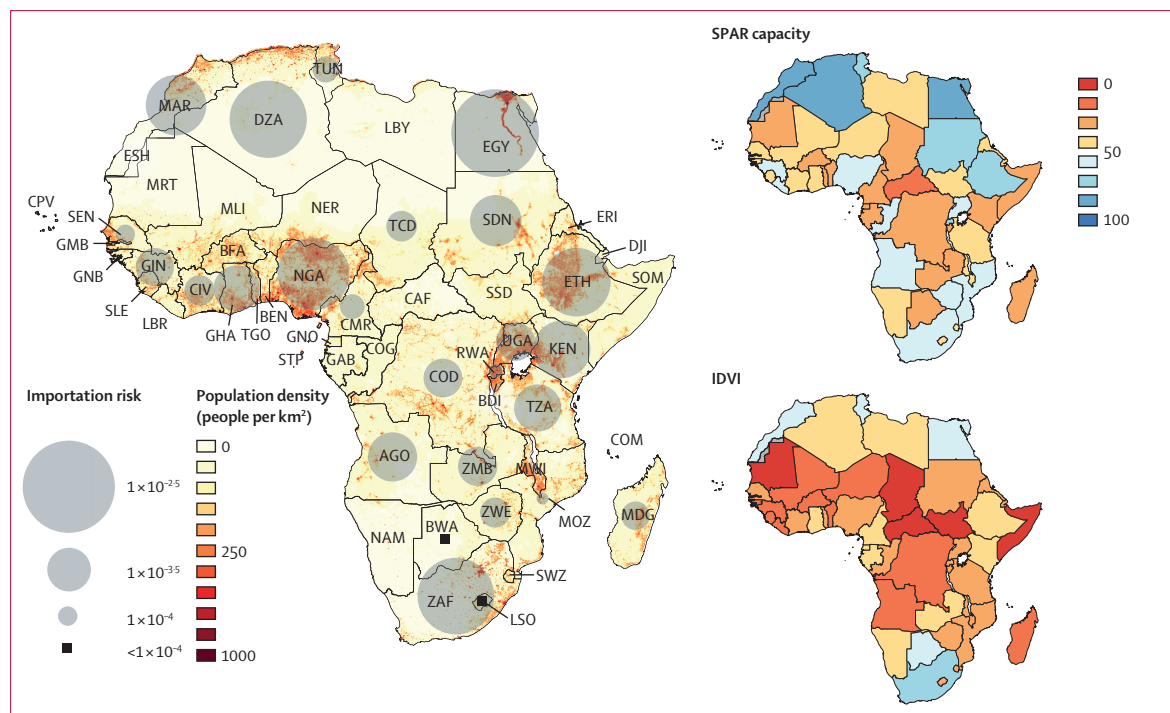 SPAR capacity
0
50
100
TUN
MAR
DZA
LBY
EGY
ESH
MRT
CPV
MLI
NER
SEN
TCD
SDN
ERI
GMB
BFA
DJI
GNB
GIN
NGA
CIV
ETH
SOM
SLE
SSD
CAF
LBR
BEN
GHA
TGO
GNQ
CMR
STP
GAB
COG
UGA
KEN
RWA
COD
BDI
TZA
IDVI
Importation risk
Population density
(people per km²)
0
250
1000
1×10⁻²·⁵
1×10⁻³·⁵
1×10⁻⁴
<1×10⁻⁴
COM
AGO
ZMB
MWI
MOZ
MDG
ZWE
BWA
NAM
SWZ
ZAF
LSO